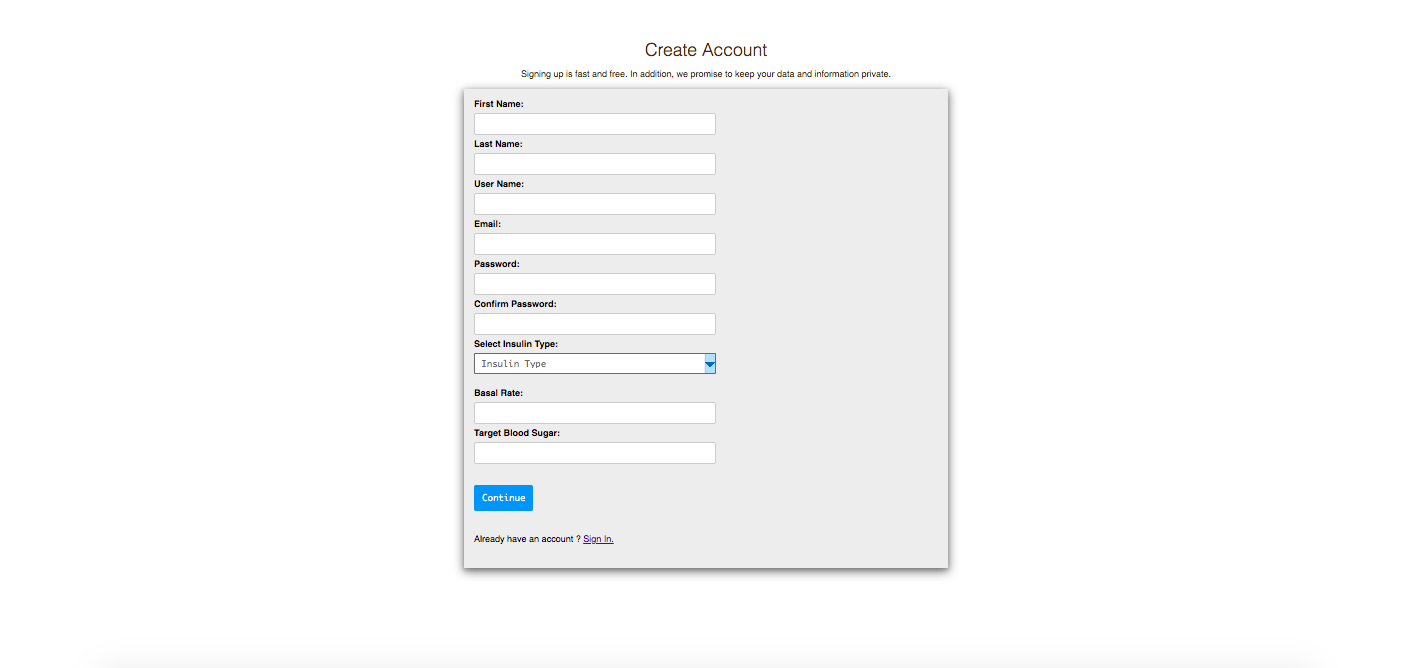 Create Account
Signing up is fast and free. In addition, we promise to keep your data and information private.
First Name:
Last Name:
User Name:
Email:
Password:
Confirm Password:
Select Insulin Type:
Insulin Type
Basal Rate:
Target Blood Sugar:
Continue
Already have an account ? Sign In.